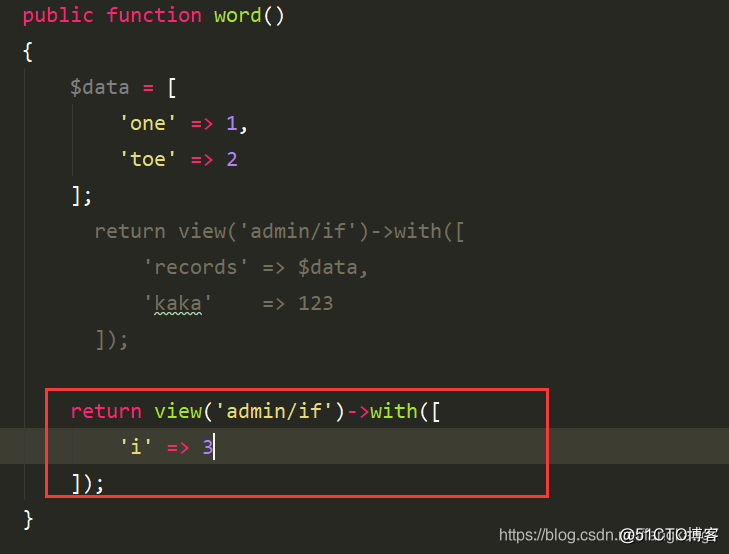 public function word()
{
$data = [
'one' => 1,
'toe' => 2
];
return view('admin/if')->with([
'records' => $data,
'kaka' => 123
]);
return view('admin/if')->with([
'i' => 3
]);
}
https://blog.csdn.n @51CTO博客